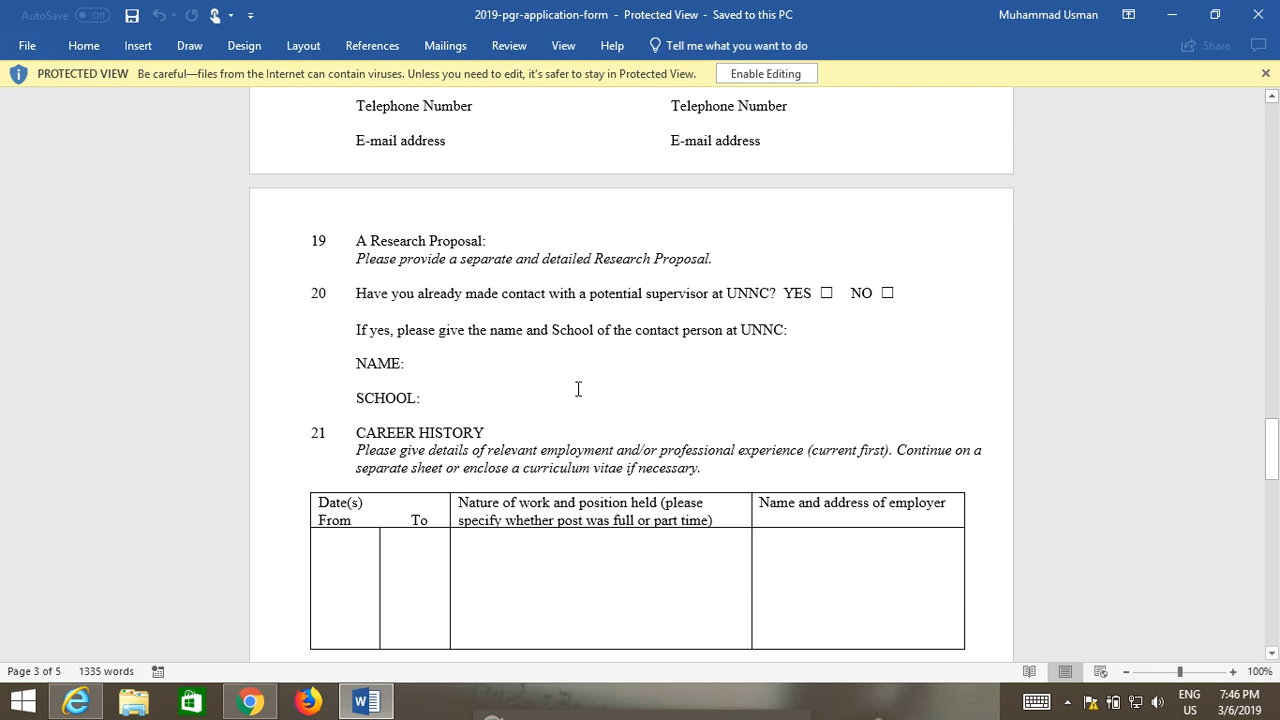 AutoSave Off
2019-pgr-application-form - Protected View - Saved to this PC
Muhammad Usman
File Home Insert Draw Design Layout References Mailings Review View Help Tell me what you want to do Share
PROTECTED VIEW Be careful—files from the Internet can contain viruses. Unless you need to edit, it's safer to stay in Protected View. Enable Editing
Telephone Number Telephone Number
E-mail address E-mail address
19 A Research Proposal:
Please provide a separate and detailed Research Proposal.
20 Have you already made contact with a potential supervisor at UNNC? YES ☐ NO ☐
If yes, please give the name and School of the contact person at UNNC:
NAME:
SCHOOL:
21 CAREER HISTORY
Please give details of relevant employment and/or professional experience (current first). Continue on a
separate sheet or enclose a curriculum vitae if necessary.
Date(s) Nature of work and position held (please Name and address of employer
From To specify whether post was full or part time)
Page 3 of 5 1335 words 100%
ENG 7:46 PM
US 3/6/2019